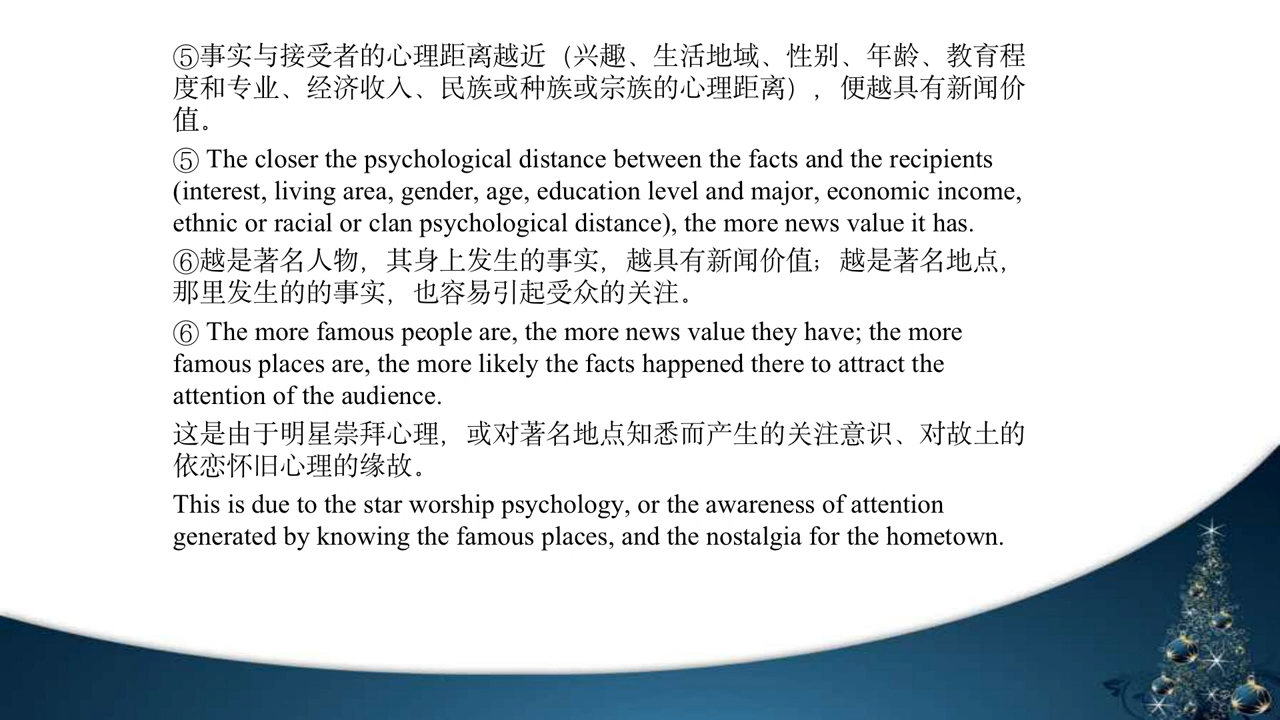 ⑤事实与接受者的心理距离越近（兴趣、生活地域、性别、年龄、教育程
度和专业、经济收入、民族或种族或宗族的心理距离），便越具有新闻价
值。
⑤ The closer the psychological distance between the facts and the recipients
(interest, living area, gender, age, education level and major, economic income,
ethnic or racial or clan psychological distance), the more news value it has.
⑥越是著名人物，其身上发生的事实，越具有新闻价值；越是著名地点，
那里发生的的事实，也容易引起受众的关注。
⑥ The more famous people are, the more news value they have; the more
famous places are, the more likely the facts happened there to attract the
attention of the audience.
这是由于明星崇拜心理，或对著名地点知悉而产生的关注意识、对故土的
依恋怀旧心理的缘故。
This is due to the star worship psychology, or the awareness of attention
generated by knowing the famous places, and the nostalgia for the hometown.